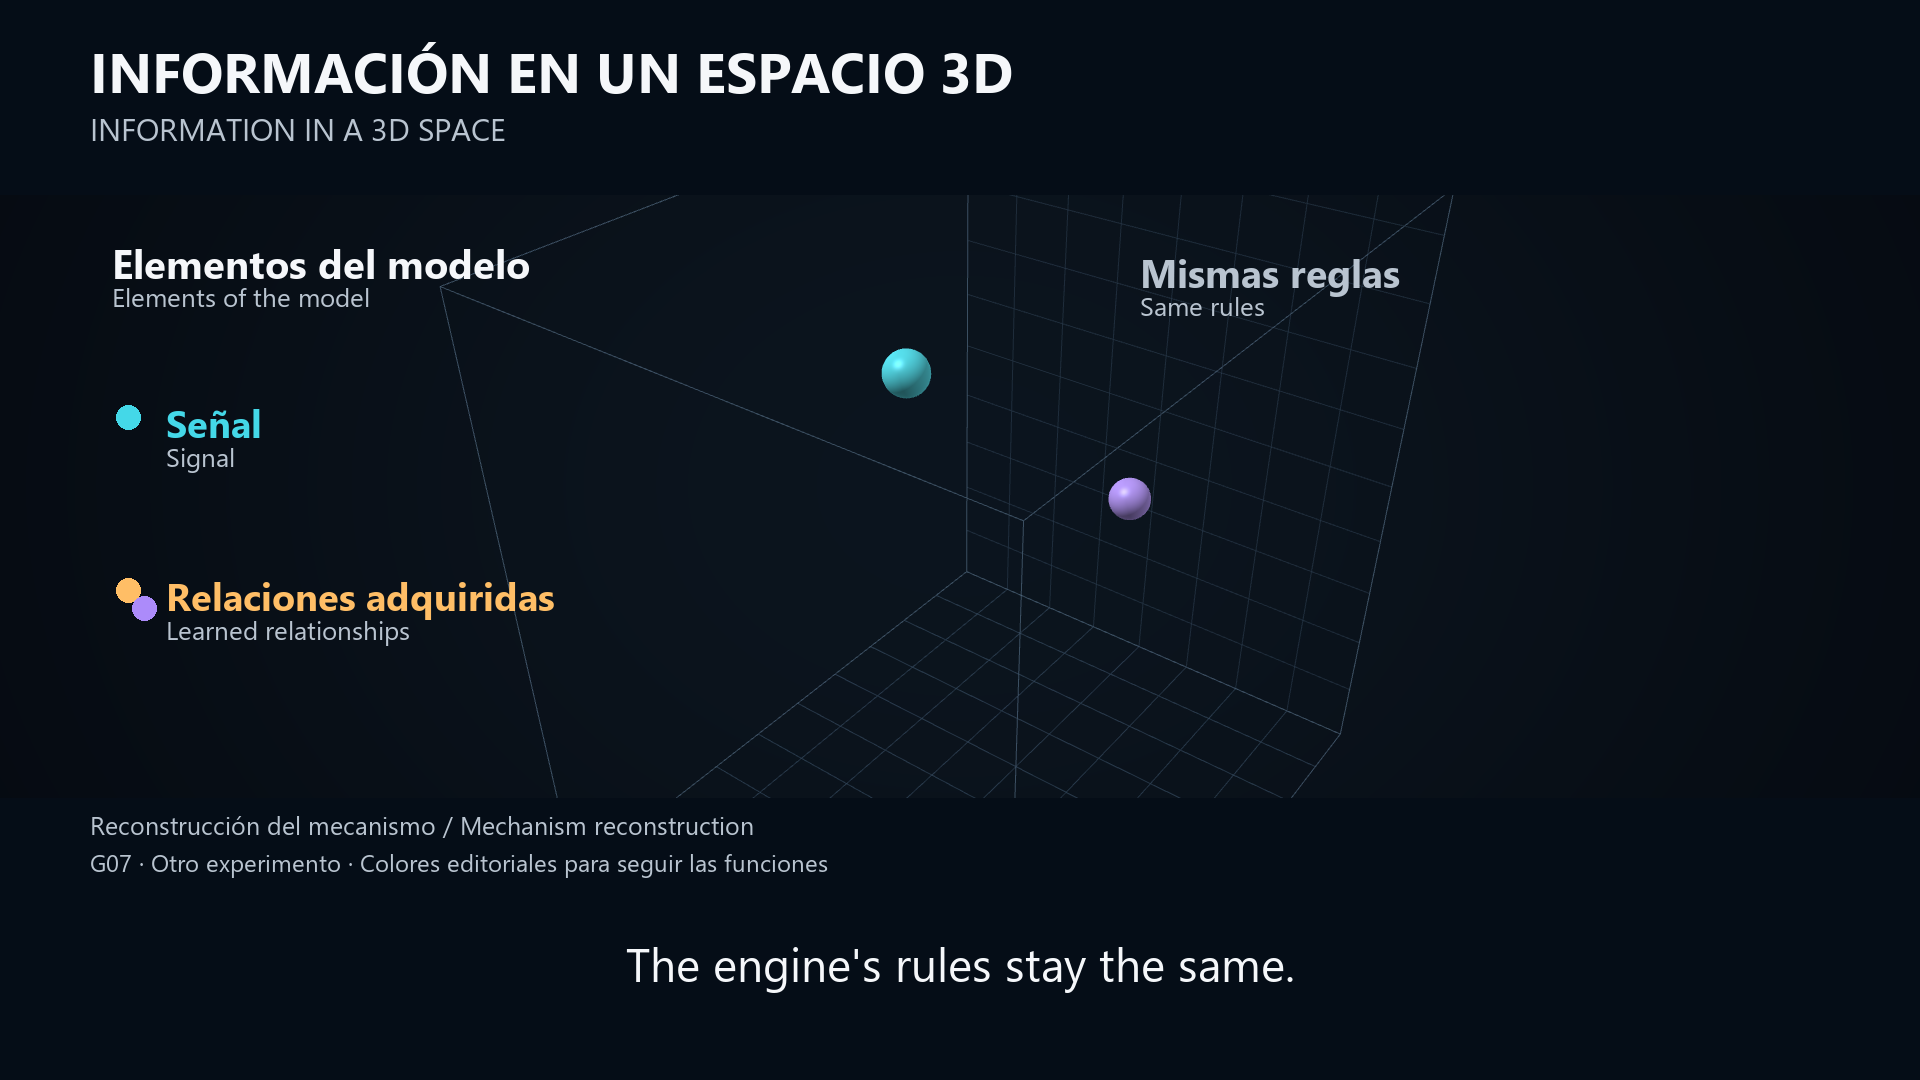 INFORMACIÓN EN UN ESPACIO 3D
INFORMATION IN A 3D SPACE
Elementos del modelo
Elements of the model
Mismas reglas
Same rules
Señal
Signal
Relaciones adquiridas
Learned relationships
Reconstrucción del mecanismo / Mechanism reconstruction
G07 · Otro experimento · Colores editoriales para seguir las funciones
The engine's rules stay the same.